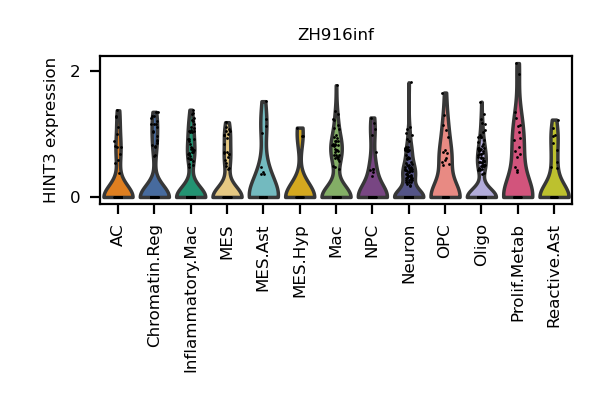 ZH916inf
HINT3 expression
2
0
AC
Chromatin.Reg
Inflammatory.Mac
MES
MES.Ast
MES.Hyp
Mac
NPC
Neuron
OPC
Oligo
Prolif.Metab
Reactive.Ast